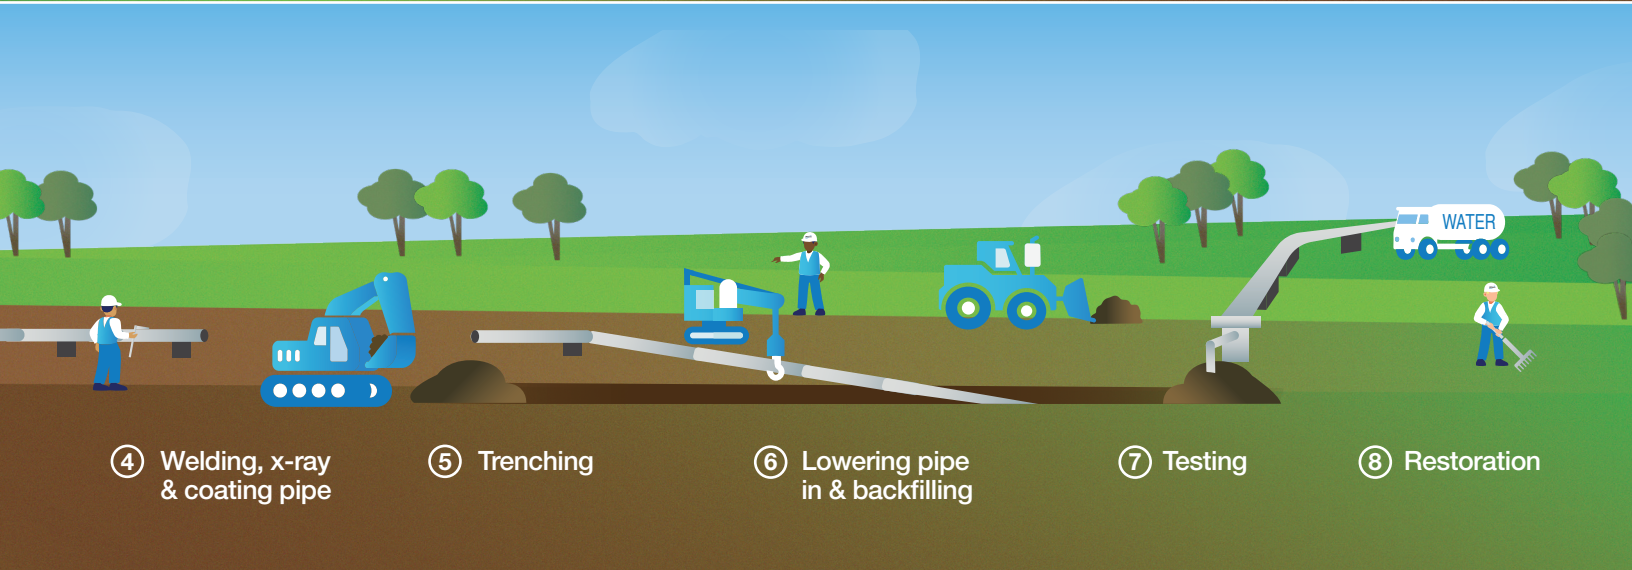 WATER
4 Welding, x-ray
& coating pipe
5 Trenching
6 Lowering pipe
in & backfilling
7 Testing
8 Restoration